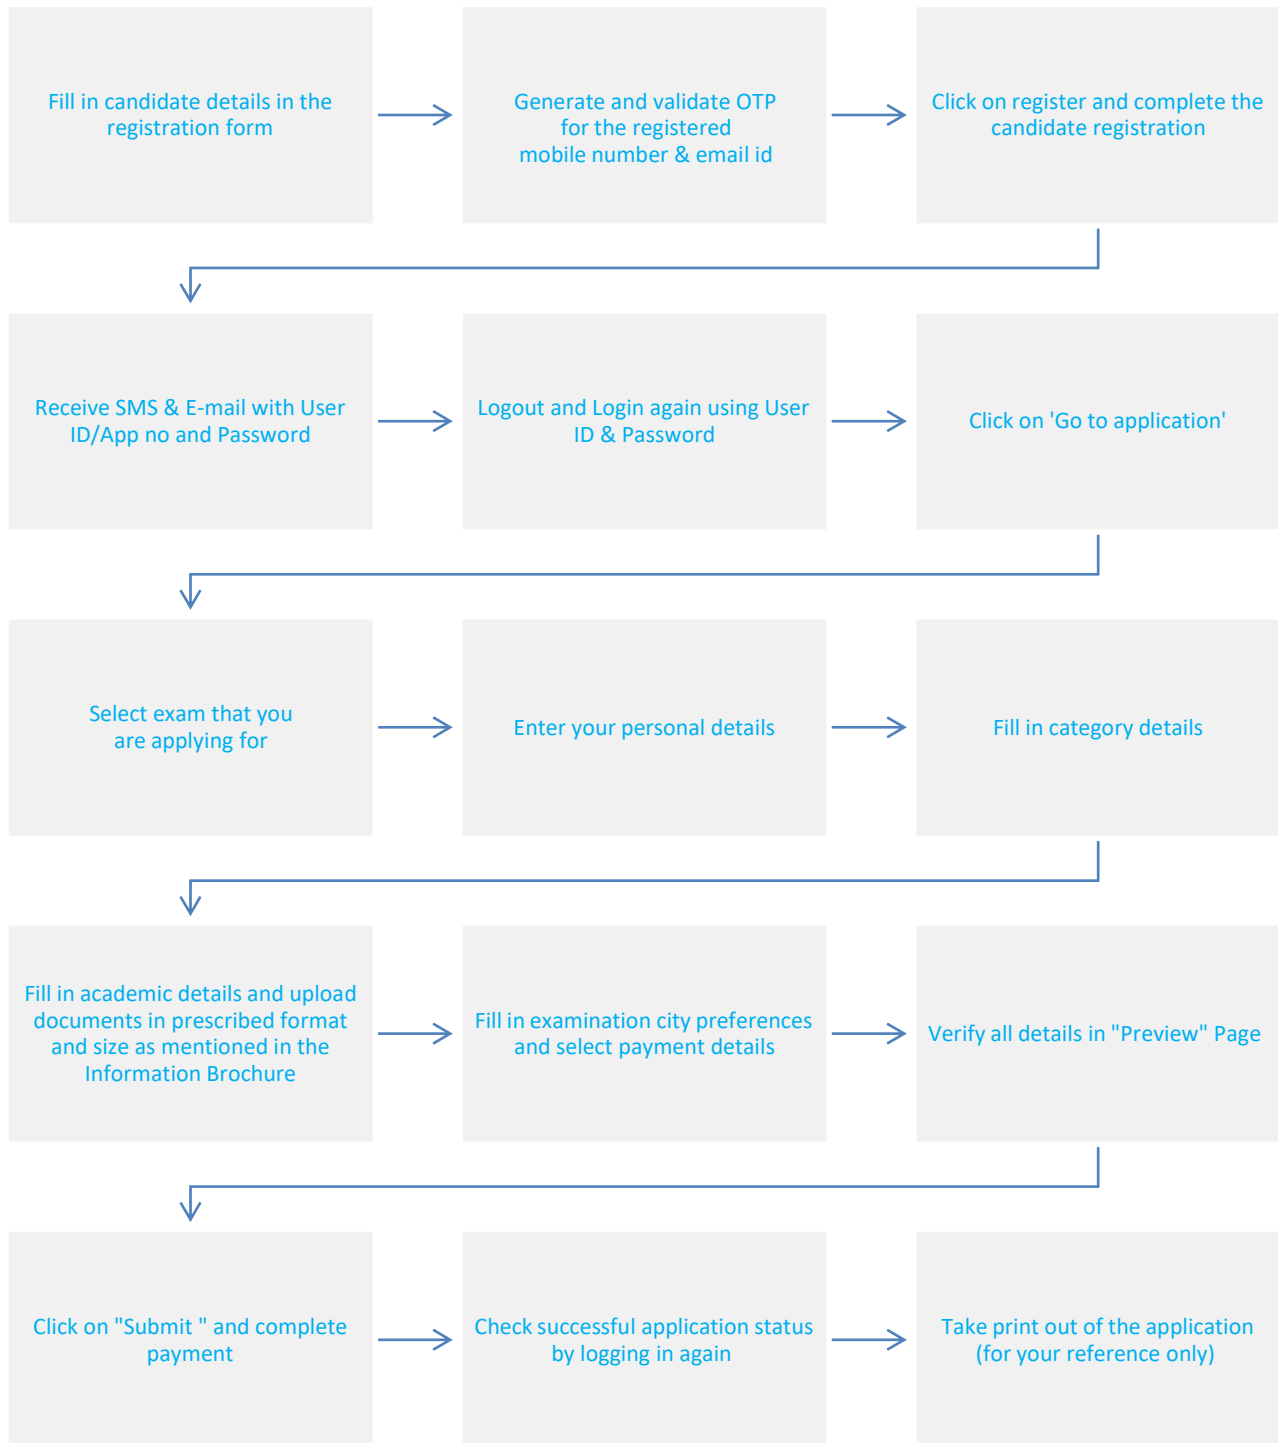 Fill in candidate details in the
registration form
Generate and validate OTP
for the registered
mobile number & email id
Click on register and complete the
candidate registration
Receive SMS & E-mail with User
ID/App no and Password
Logout and Login again using User
ID & Password
Click on 'Go to application'
Select exam that you
are applying for
Enter your personal details
Fill in category details
Fill in academic details and upload
documents in prescribed format
and size as mentioned in the
Information Brochure
Fill in examination city preferences
and select payment details
Verify all details in "Preview" Page
Click on "Submit " and complete
payment
Check successful application status
by logging in again
Take print out of the application
(for your reference only)